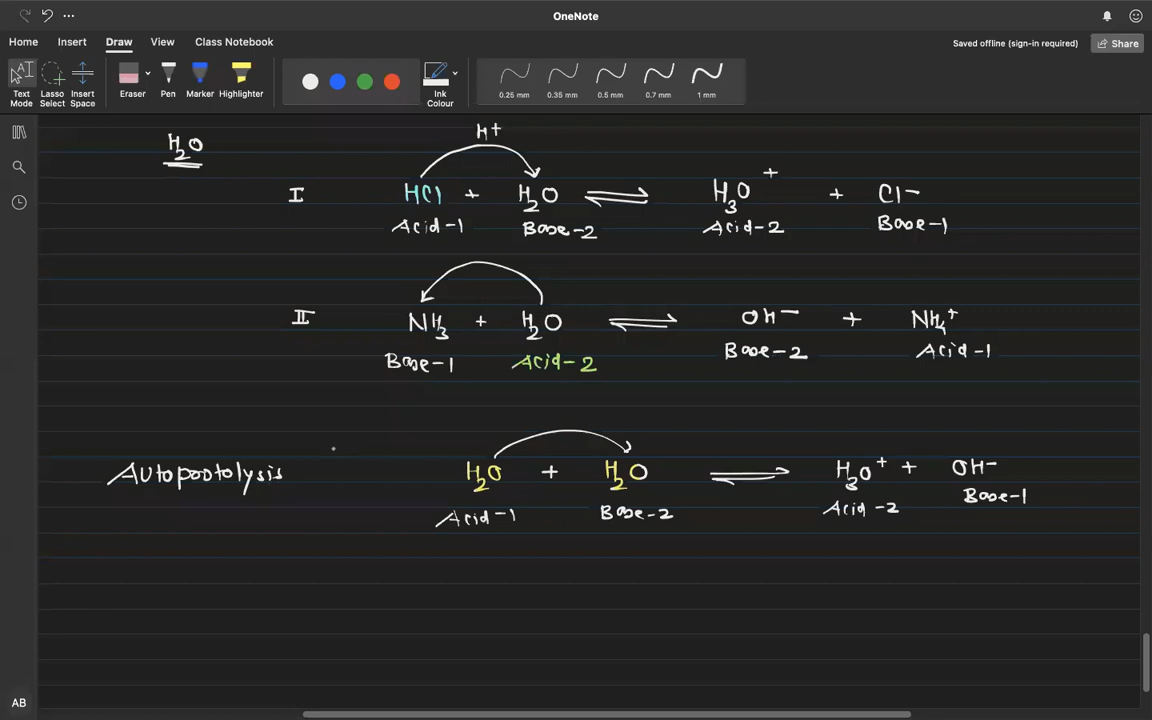 OneNote
Home Insert Draw View Class Notebook
Saved offline (sign-in required) Share
Text Mode Lasso Select Insert Space Eraser Pen Marker Highlighter Ink Colour 0.25 mm 0.35 mm 0.5 mm 0.7 mm 1 mm
H+
H₂O
I HCl + H₂O ⇌ H₃O⁺ + Cl⁻
Acid-1 Base-2 Acid-2 Base-1
II NH₃ + H₂O ⇌ OH⁻ + NH₄⁺
Base-1 Acid-2 Base-2 Acid-1
Autoprotolysis H₂O + H₂O ⇌ H₃O⁺ + OH⁻
Acid-1 Base-2 Acid-2 Base-1
AB